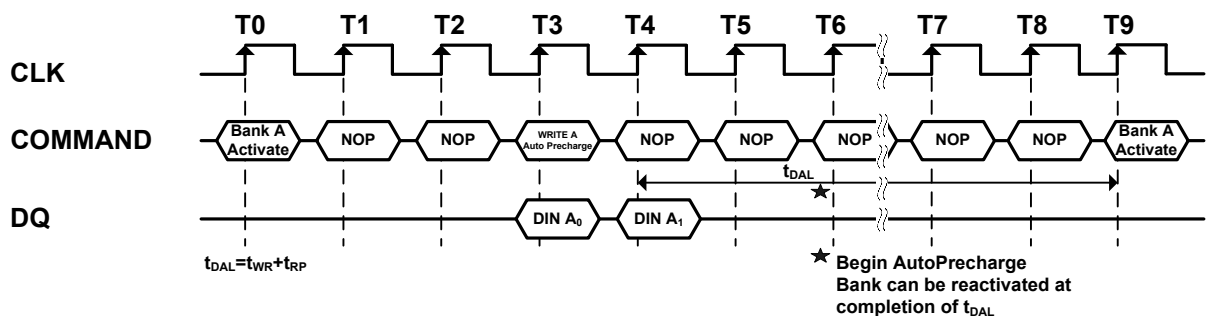 T0 T1 T2 T3 T4 T5 T6 T7 T8 T9
CLK
COMMAND
Bank A
Activate
NOP
NOP
WRITE A
Auto Precharge
NOP
NOP
NOP
NOP
NOP
Bank A
Activate
tDAL
DQ
DIN A0
DIN A1
tDAL=tWR+tRP
★ Begin AutoPrecharge
Bank can be reactivated at
completion of tDAL